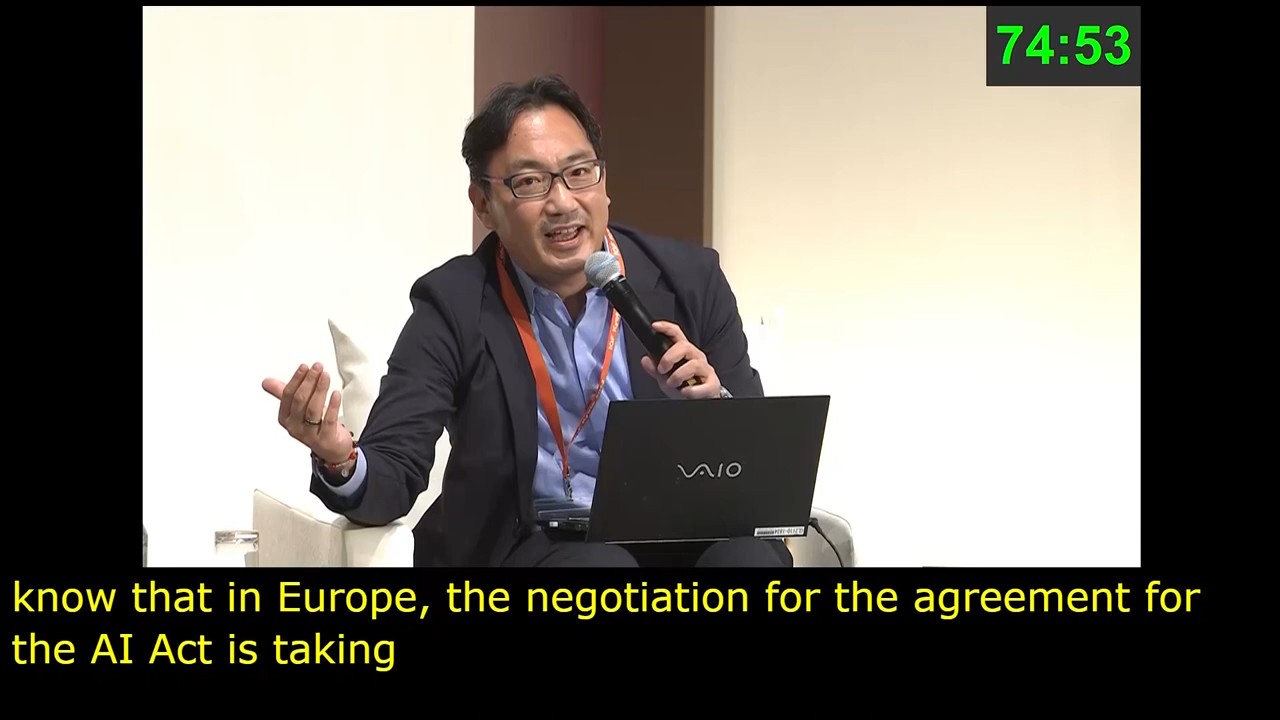 74:53
VAIO
know that in Europe, the negotiation for the agreement for
the AI Act is taking